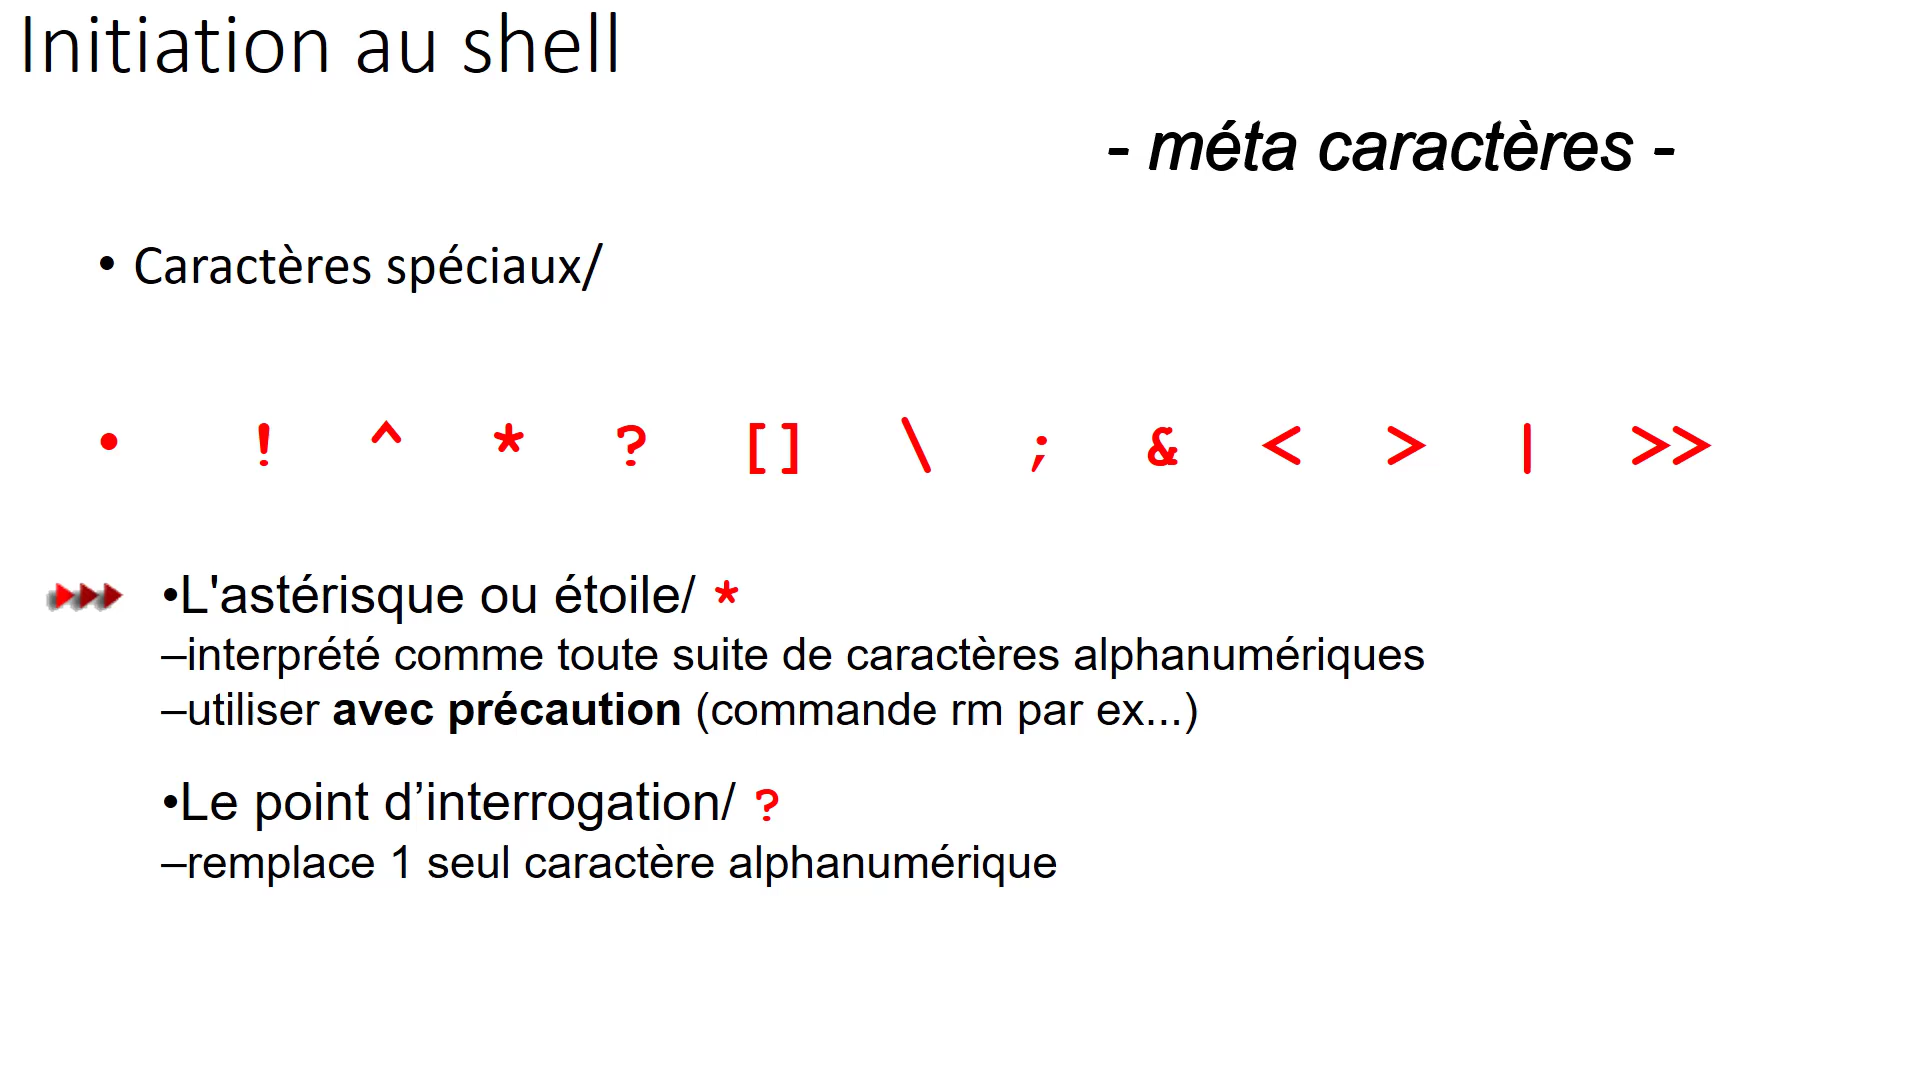 Initiation au shell
- méta caractères -
• Caractères spéciaux/
• ! ^ * ? [] \ ; & < > | >>
•L'astérisque ou étoile/ *
–interprété comme toute suite de caractères alphanumériques
–utiliser avec précaution (commande rm par ex...)
•Le point d’interrogation/ ?
–remplace 1 seul caractère alphanumérique